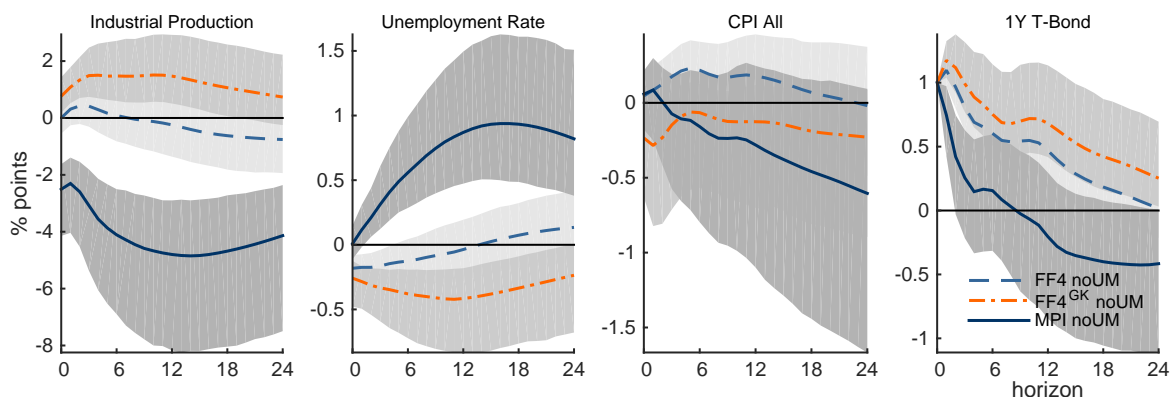 Industrial Production
Unemployment Rate
CPI All
1Y T-Bond
% points
2
0
-2
-4
-6
-8
0 6 12 18 24
1.5
1
0.5
0
-0.5
0 6 12 18 24
0
-0.5
-1
-1.5
0 6 12 18 24
1
0.5
0
-0.5
-1
0 6 12 18 24
FF4 noUM
FF4^GK noUM
MPI noUM
horizon